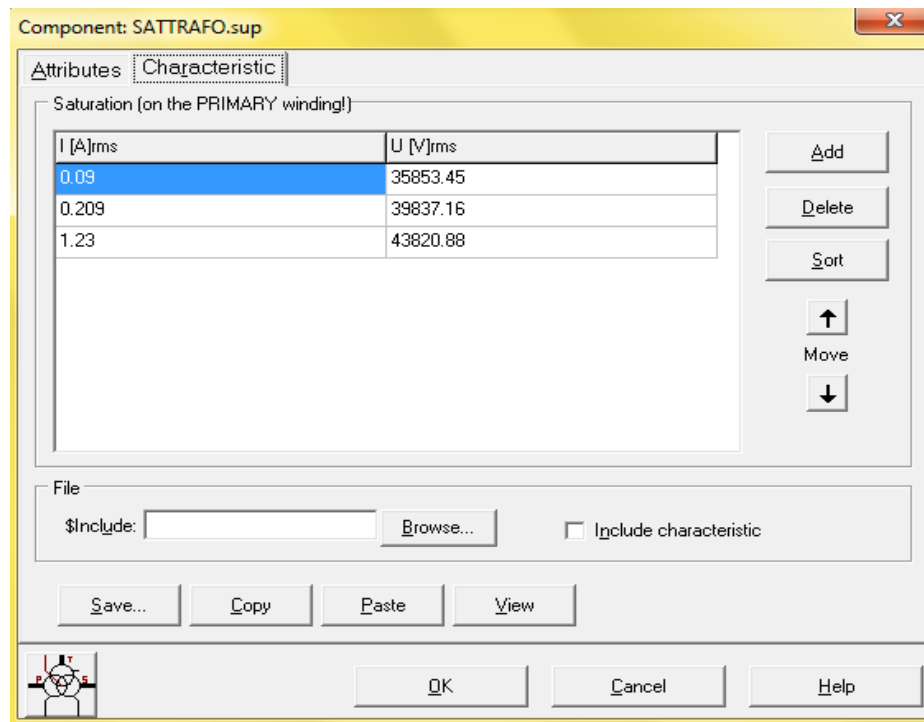 Component: SATTRAFO.sup
Attributes Characteristic
Saturation (on the PRIMARY winding!)
I [A]rms U [V]rms
0.09 35853.45
0.209 39837.16
1.23 43820.88
Add
Delete
Sort
Move
File
$Include: Browse... Include characteristic
Save... Copy Paste View
P T S
OK Cancel Help